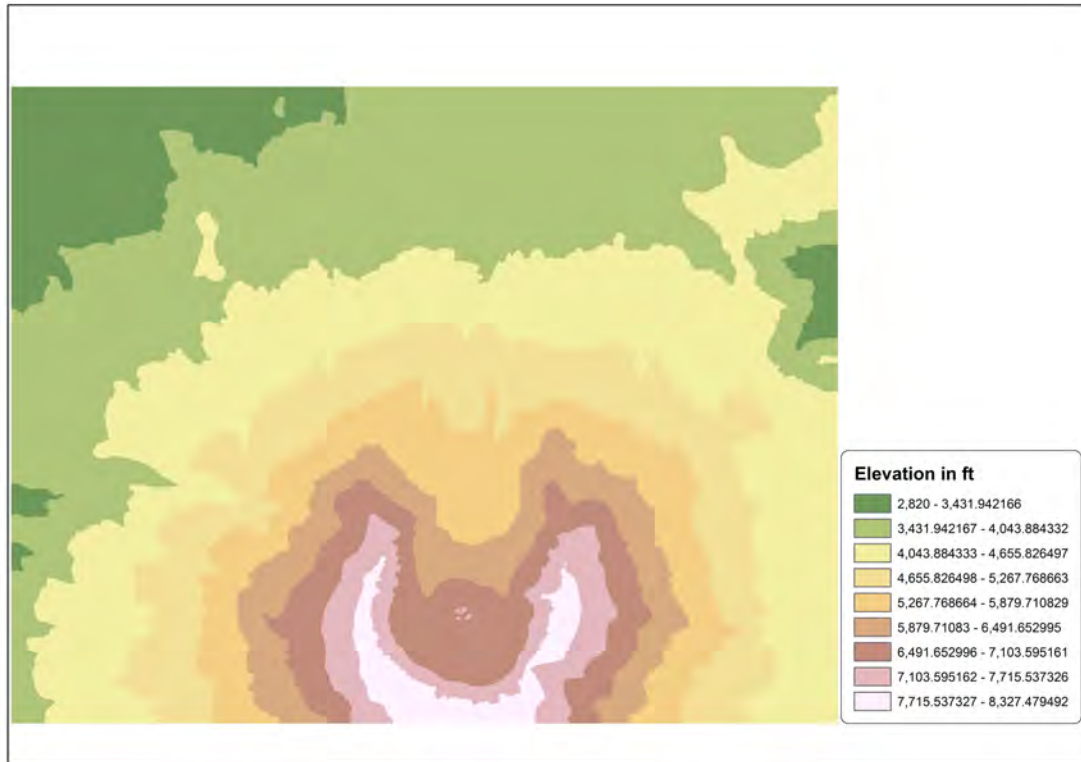 Elevation in ft
2,820 - 3,431.942166
3,431.942167 - 4,043.884332
4,043.884333 - 4,655.826497
4,655.826498 - 5,267.768663
5,267.768664 - 5,879.710829
5,879.71083 - 6,491.652995
6,491.652996 - 7,103.595161
7,103.595162 - 7,715.537326
7,715.537327 - 8,327.479492